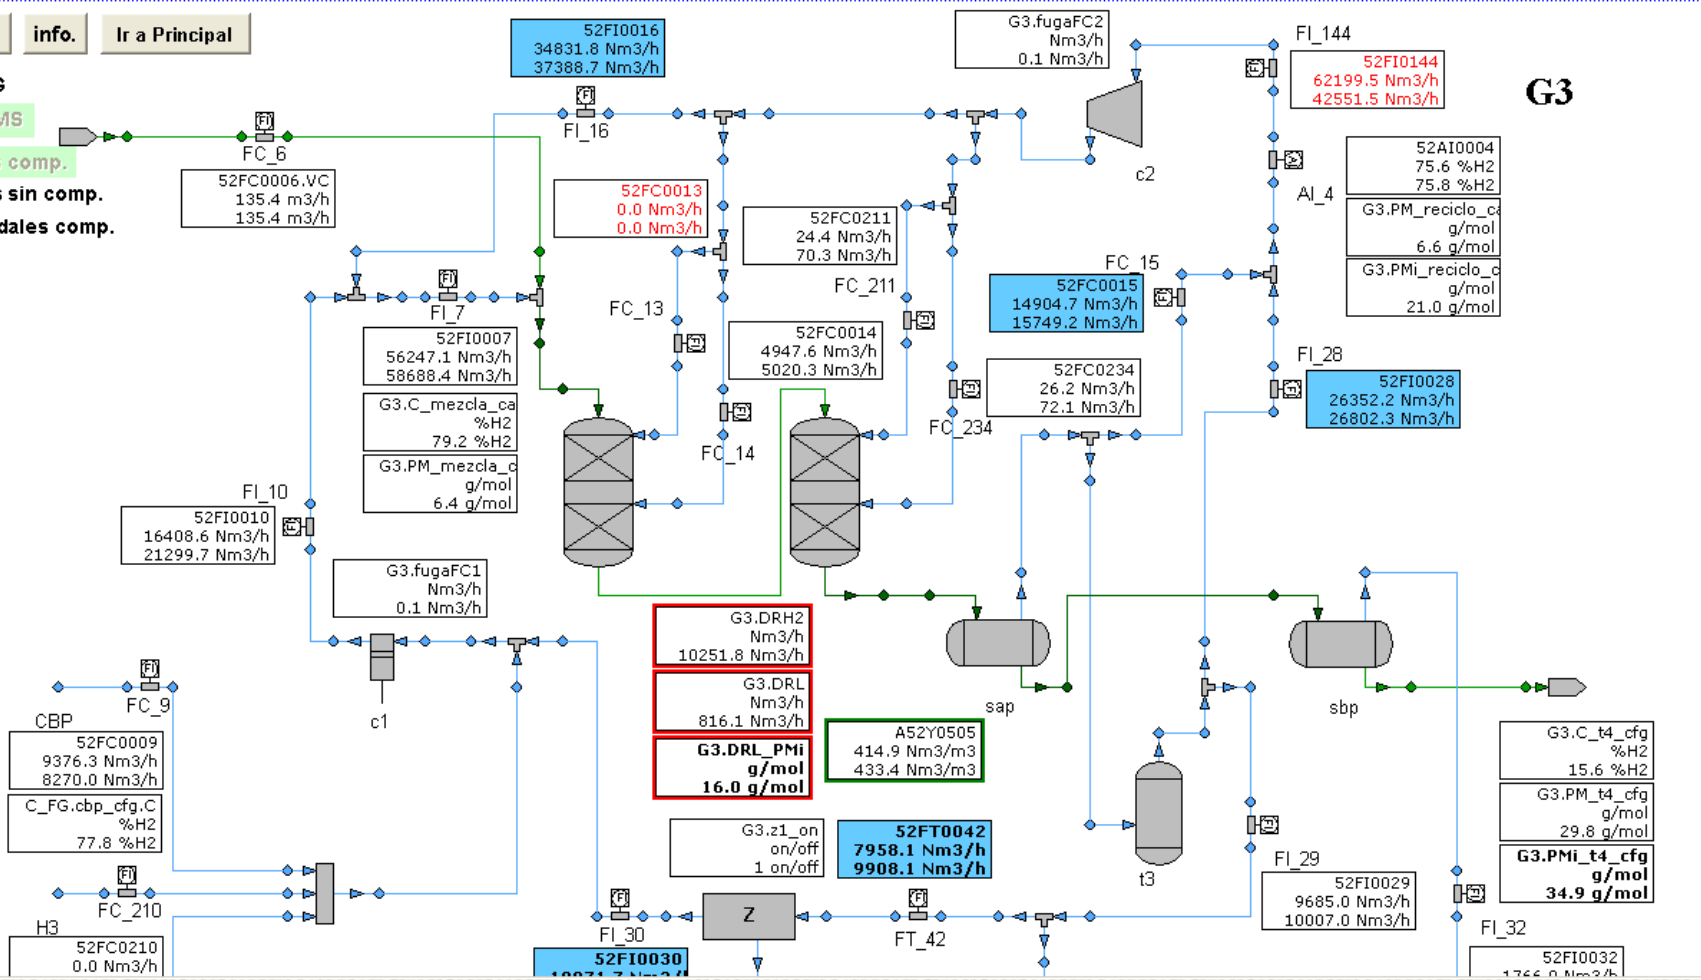 info.
Ir a Principal
G
MS
comp.
s sin comp.
dales comp.
FC_6
52FC0006.VC
135.4 m3/h
135.4 m3/h
52FI0016
34831.8 Nm3/h
37388.7 Nm3/h
FI_16
G3.fugaFC2
Nm3/h
0.1 Nm3/h
c2
FI_144
52FI0144
62199.5 Nm3/h
42551.5 Nm3/h
G3
52AI0004
75.6 %H2
75.8 %H2
AI_4
G3.PM_reciclo_ca
g/mol
6.6 g/mol
G3.PMi_reciclo_c
g/mol
21.0 g/mol
52FC0013
0.0 Nm3/h
0.0 Nm3/h
FC_13
52FC0211
24.4 Nm3/h
70.3 Nm3/h
FC_211
FC_15
52FC0015
14904.7 Nm3/h
15749.2 Nm3/h
FI_7
52FI0007
56247.1 Nm3/h
58688.4 Nm3/h
G3.C_mezcla_ca
%H2
79.2 %H2
G3.PM_mezcla_c
g/mol
6.4 g/mol
52FC0014
4947.6 Nm3/h
5020.3 Nm3/h
FC_14
52FC0234
26.2 Nm3/h
72.1 Nm3/h
FC_234
FI_28
52FI0028
26352.2 Nm3/h
26802.3 Nm3/h
FI_10
52FI0010
16408.6 Nm3/h
21299.7 Nm3/h
G3.fugaFC1
Nm3/h
0.1 Nm3/h
c1
G3.DRH2
Nm3/h
10251.8 Nm3/h
G3.DRL
Nm3/h
816.1 Nm3/h
G3.DRL_PMi
g/mol
16.0 g/mol
A52Y0505
414.9 Nm3/m3
433.4 Nm3/m3
sap
sbp
FC_9
CBP
52FC0009
9376.3 Nm3/h
8270.0 Nm3/h
C_FG.cbp_cfg.C
%H2
77.8 %H2
FC_210
H3
52FC0210
0.0 Nm3/h
G3.z1_on
on/off
1 on/off
52FT0042
7958.1 Nm3/h
9908.1 Nm3/h
Z
FI_30
52FI0030
FT_42
t3
FI_29
52FI0029
9685.0 Nm3/h
10007.0 Nm3/h
G3.C_t4_cfg
%H2
15.6 %H2
G3.PM_t4_cfg
g/mol
29.8 g/mol
G3.PMi_t4_cfg
g/mol
34.9 g/mol
FI_32
52FI0032
1766.0 Nm3/h